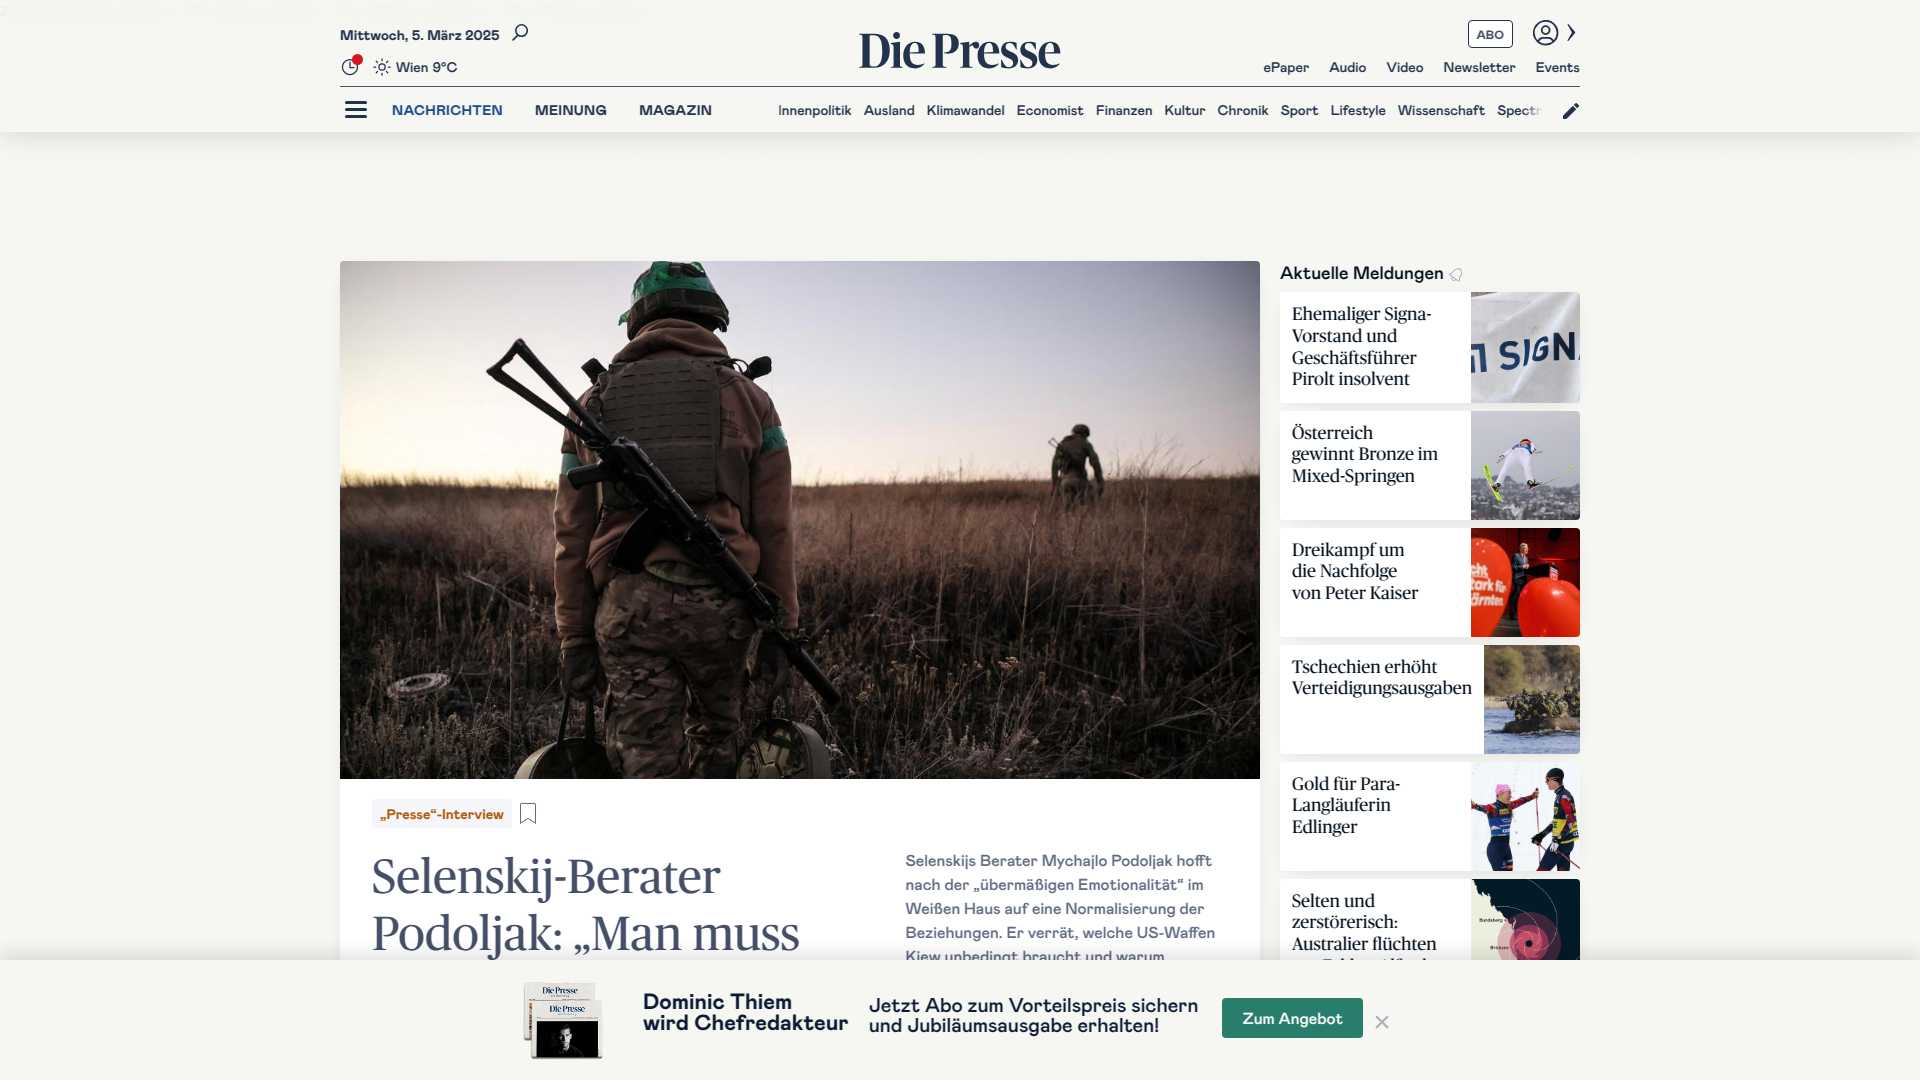 Mittwoch, 5. März 2025
Die Presse
ABO
Wien 9°C
ePaper Audio Video Newsletter Events
NACHRICHTEN MEINUNG MAGAZIN
Innenpolitik Ausland Klimawandel Economist Finanzen Kultur Chronik Sport Lifestyle Wissenschaft Spectr
Aktuelle Meldungen
Ehemaliger Signa-
Vorstand und
Geschäftsführer
Pirolt insolvent
SIGN
Österreich
gewinnt Bronze im
Mixed-Springen
Dreikampf um
die Nachfolge
von Peter Kaiser
Tschechien erhöht
Verteidigungsausgaben
Gold für Para-
Langläuferin
Edlinger
Selten und
zerstörerisch:
Australier flüchten
„Presse“-Interview
Selenskij-Berater
Podoljak: „Man muss
Selenskijs Berater Mychajlo Podoljak hofft
nach der „übermäßigen Emotionalität“ im
Weißen Haus auf eine Normalisierung der
Beziehungen. Er verrät, welche US-Waffen
Kiew unbedingt braucht und warum
Die Presse
Die Presse
Dominic Thiem
wird Chefredakteur
Jetzt Abo zum Vorteilspreis sichern
und Jubiläumsausgabe erhalten!
Zum Angebot